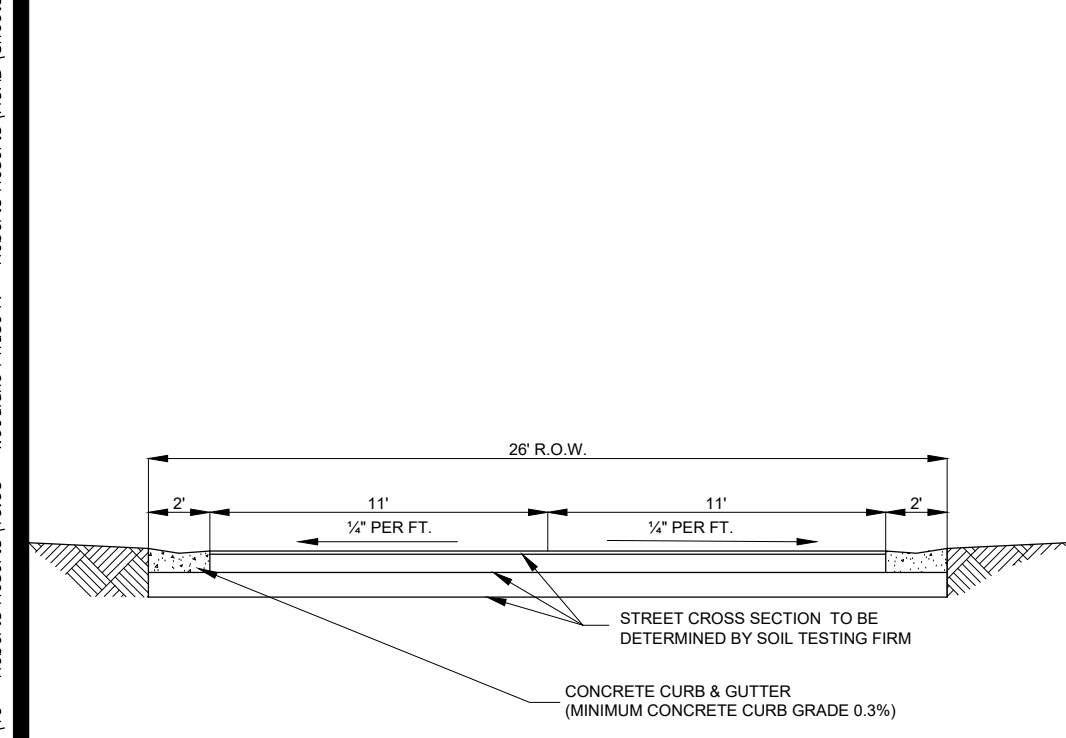 26' R.O.W.
2' 11' 11' 2'
¼" PER FT. ¼" PER FT.
STREET CROSS SECTION TO BE
DETERMINED BY SOIL TESTING FIRM
CONCRETE CURB & GUTTER
(MINIMUM CONCRETE CURB GRADE 0.3%)